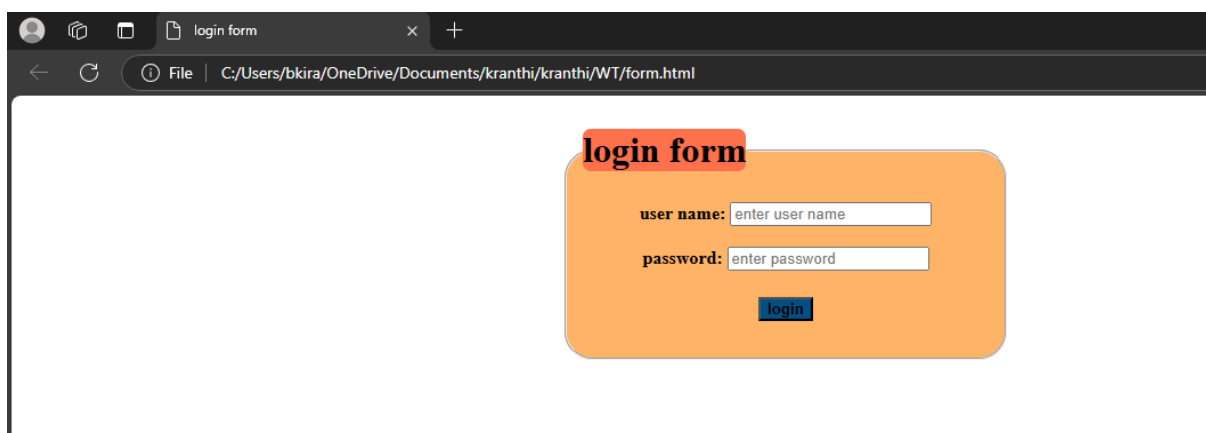 login form
File C:/Users/bkira/OneDrive/Documents/kranthi/kranthi/WT/form.html
login form
user name: enter user name
password: enter password
login